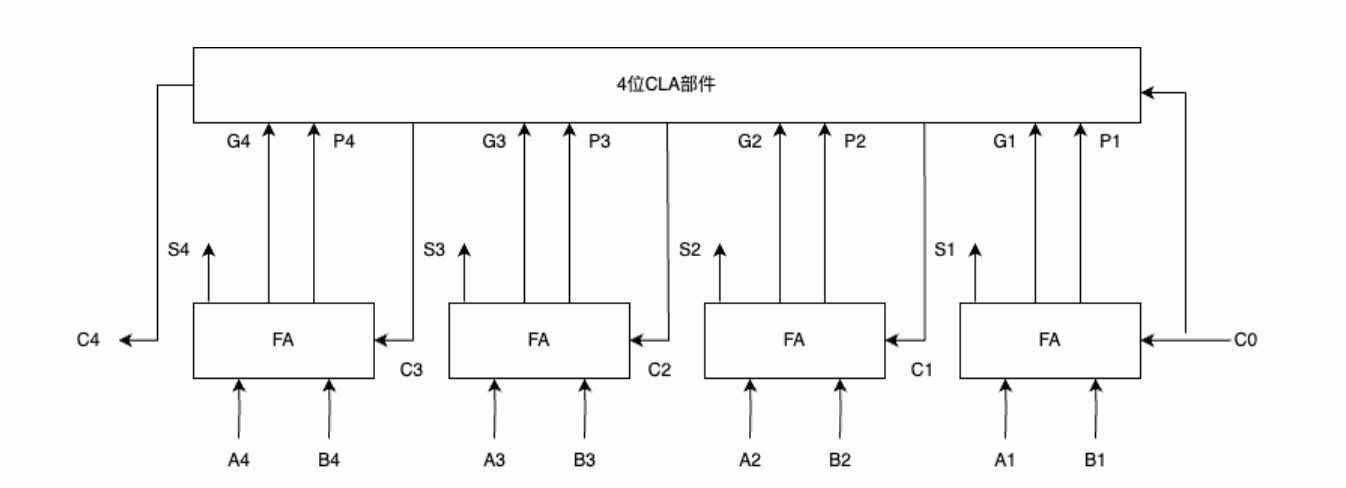 4位CLA部件
G4 P4 G3 P3 G2 P2 G1 P1
S4 S3 S2 S1
C4 FA FA FA FA C0
C3 C2 C1
A4 B4 A3 B3 A2 B2 A1 B1